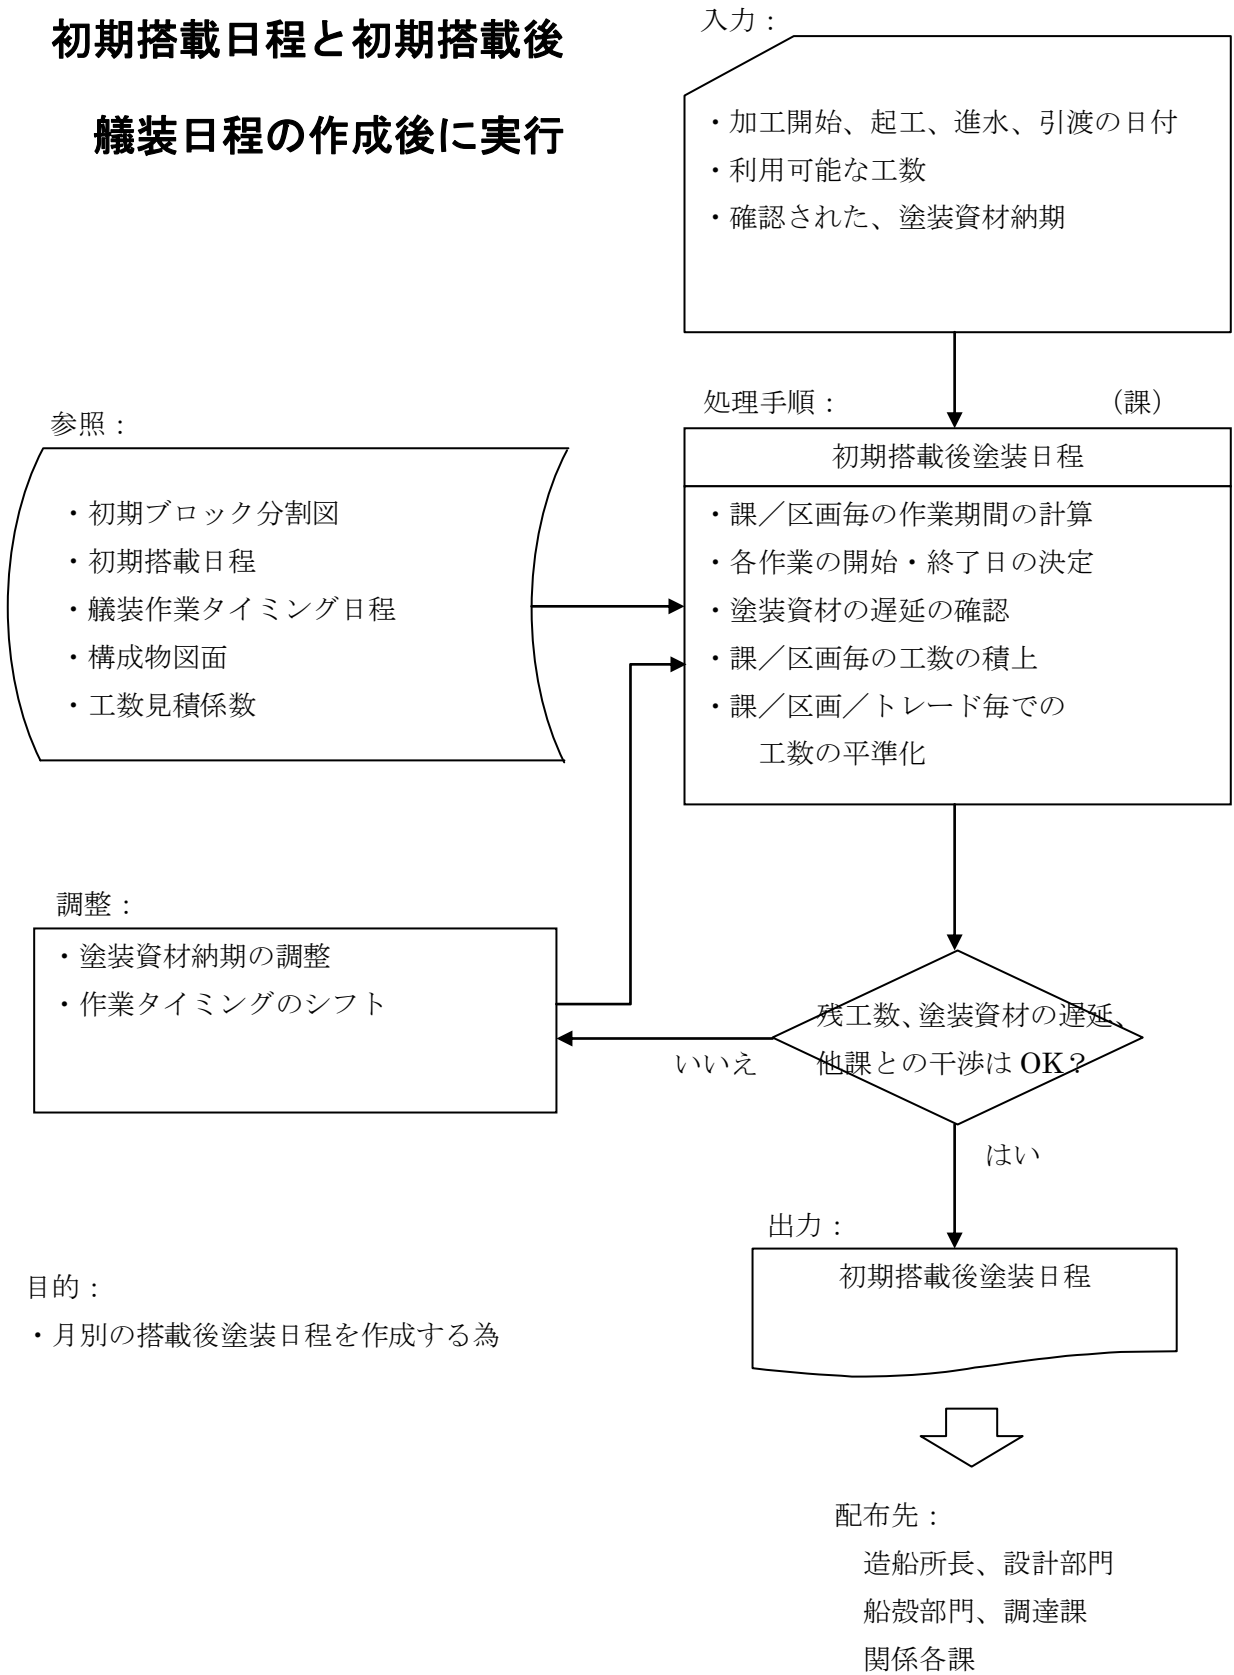 初期搭載日程と初期搭載後
艤装日程の作成後に実行
入力：
・加工開始、起工、進水、引渡の日付
・利用可能な工数
・確認された、塗装資材納期
処理手順：　（課）
初期搭載後塗装日程
・課／区画毎の作業期間の計算
・各作業の開始・終了日の決定
・塗装資材の遅延の確認
・課／区画毎の工数の積上
・課／区画／トレード毎での
工数の平準化
参照：
・初期ブロック分割図
・初期搭載日程
・艤装作業タイミング日程
・構成物図面
・工数見積係数
調整：
・塗装資材納期の調整
・作業タイミングのシフト
残工数、塗装資材の遅延、
他課との干渉は OK？
いいえ
はい
出力：
初期搭載後塗装日程
目的：
・月別の搭載後塗装日程を作成する為
配布先：
造船所長、設計部門
船殻部門、調達課
関係各課